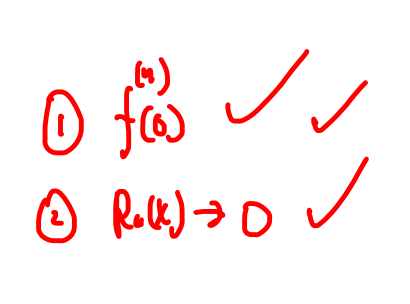 ① f⁽ⁿ⁾(0) ✓ ✓
② Rₙ(x) → 0 ✓